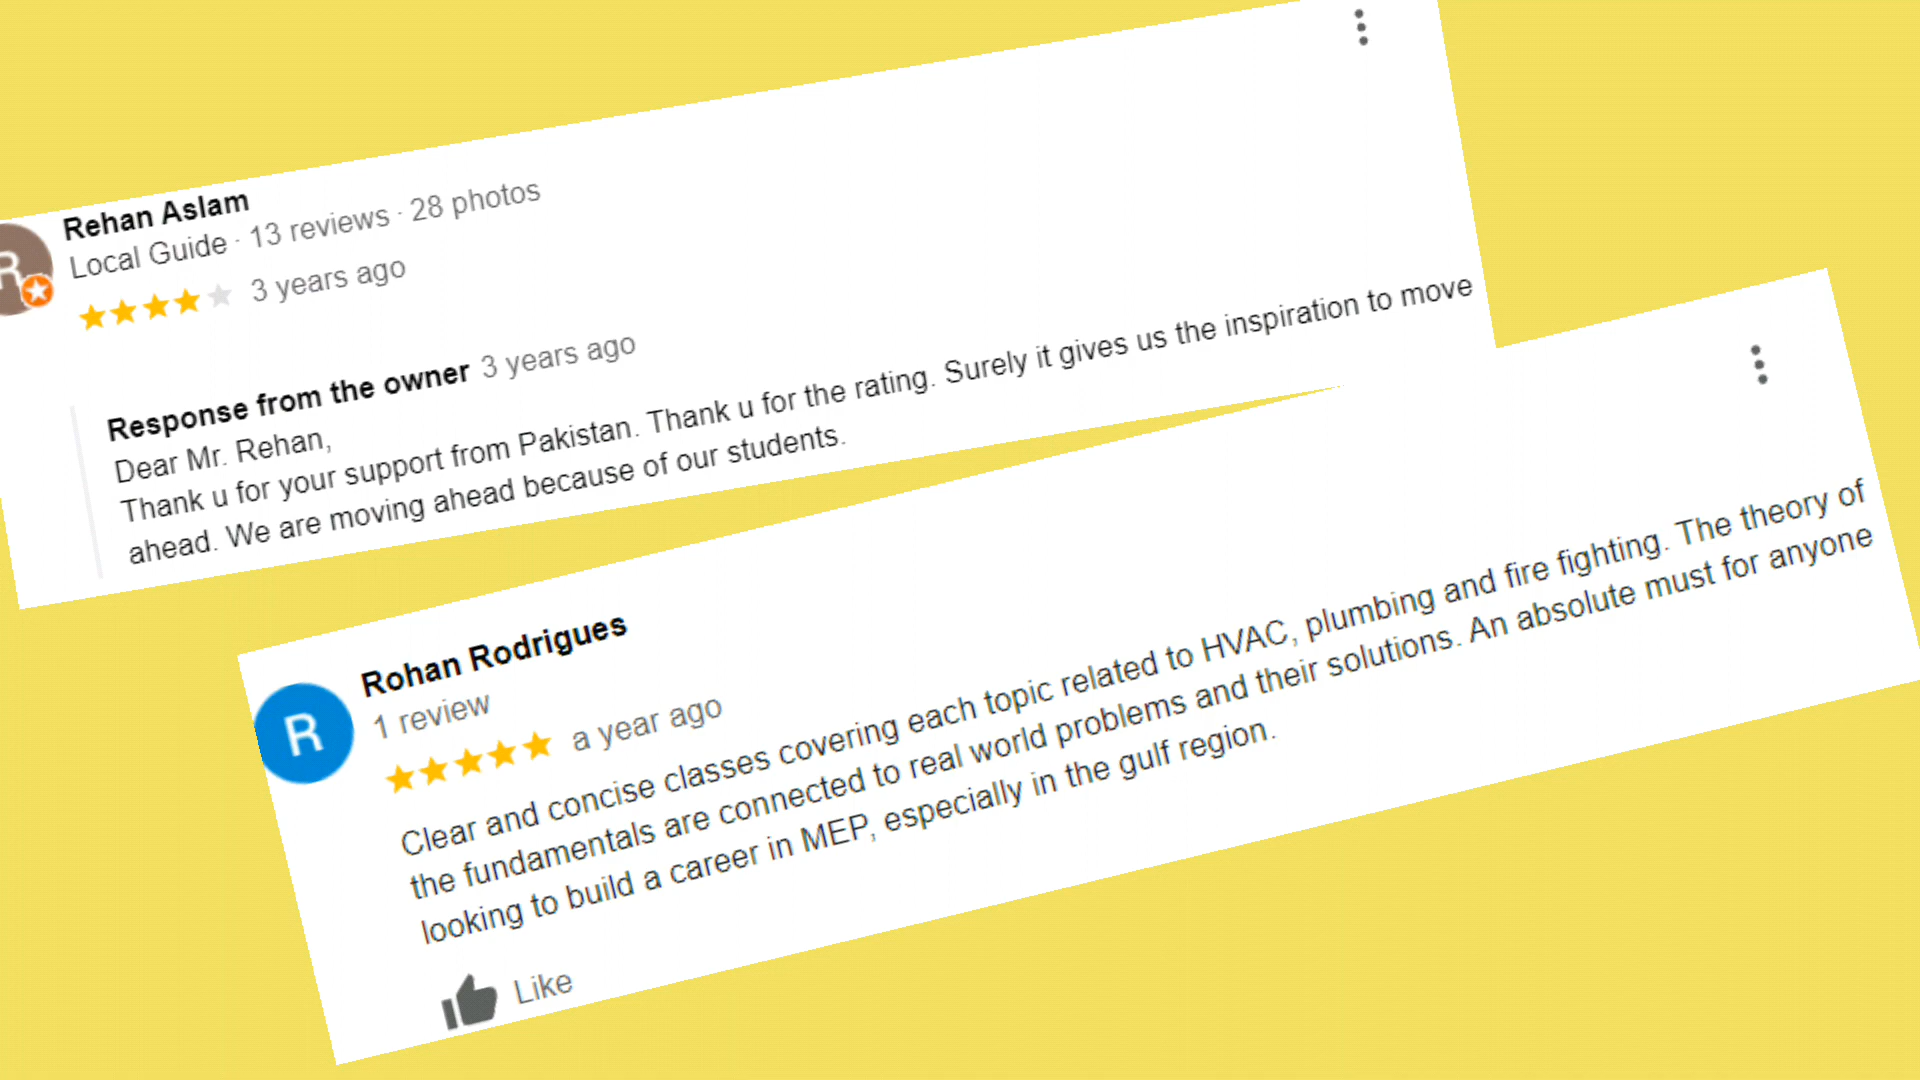 Rehan Aslam
Local Guide · 13 reviews · 28 photos
3 years ago
Response from the owner 3 years ago
Dear Mr. Rehan,
Thank u for your support from Pakistan. Thank u for the rating. Surely it gives us the inspiration to move
ahead. We are moving ahead because of our students.
R
R
Rohan Rodrigues
1 review
a year ago
Clear and concise classes covering each topic related to HVAC, plumbing and fire fighting. The theory of
the fundamentals are connected to real world problems and their solutions. An absolute must for anyone
looking to build a career in MEP, especially in the gulf region.
Like